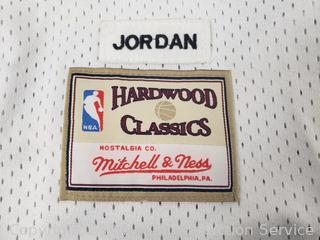 JORDAN
HARDWOOD
NBA
CLASSICS
NOSTALGIA CO.
Mitchell & Ness
PHILADELPHIA, PA.